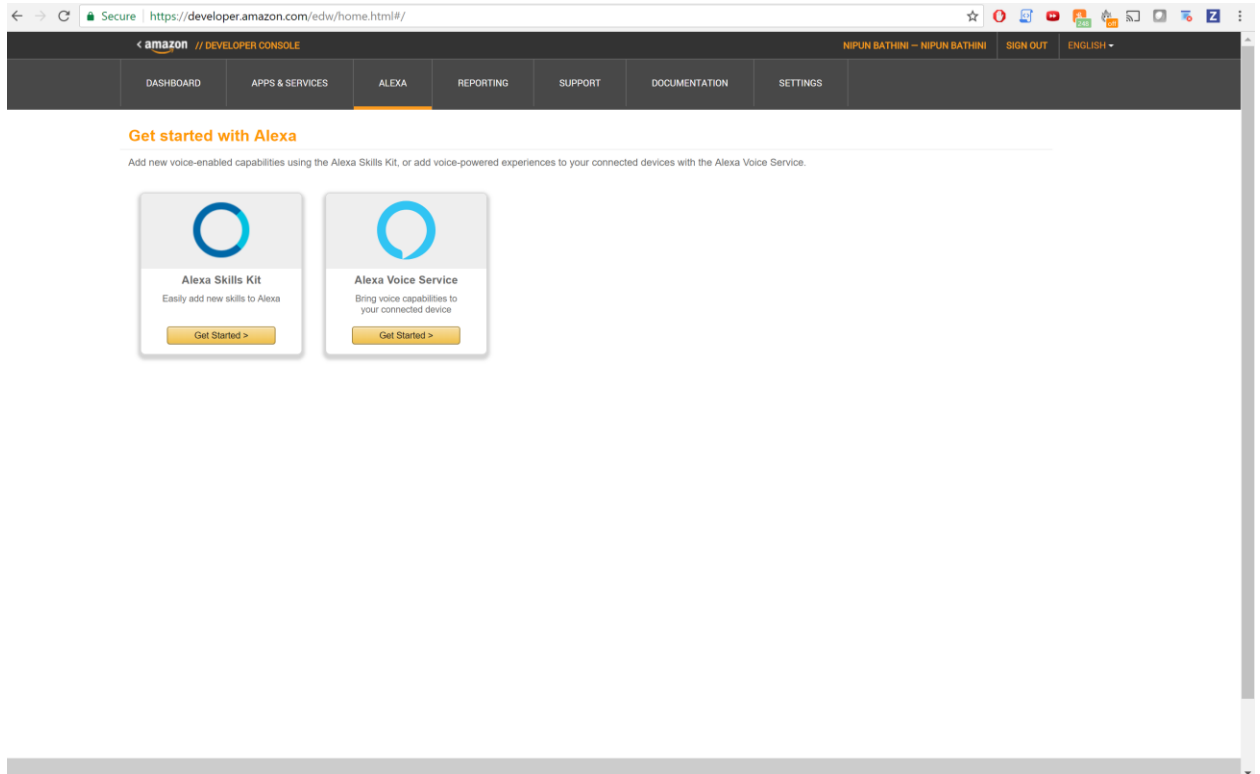 Secure https://developer.amazon.com/edw/home.html#/
248
off
Z
< amazon // DEVELOPER CONSOLE
NIPUN BATHINI – NIPUN BATHINI SIGN OUT ENGLISH
DASHBOARD APPS & SERVICES ALEXA REPORTING SUPPORT DOCUMENTATION SETTINGS
Get started with Alexa
Add new voice-enabled capabilities using the Alexa Skills Kit, or add voice-powered experiences to your connected devices with the Alexa Voice Service.
Alexa Skills Kit
Easily add new skills to Alexa
Get Started >
Alexa Voice Service
Bring voice capabilities to
your connected device
Get Started >